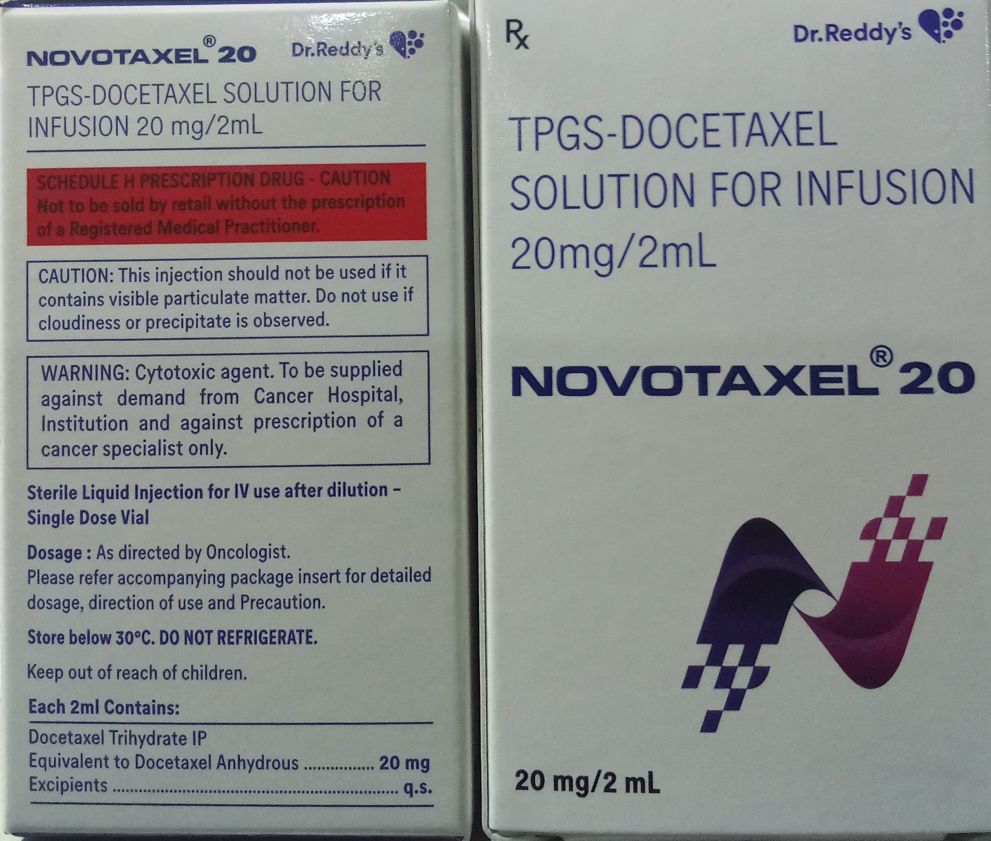 NOVOTAXEL® 20
Dr.Reddy's
TPGS-DOCETAXEL SOLUTION FOR
INFUSION 20 mg/2mL
SCHEDULE H PRESCRIPTION DRUG - CAUTION
Not to be sold by retail without the prescription
of a Registered Medical Practitioner.
CAUTION: This injection should not be used if it
contains visible particulate matter. Do not use if
cloudiness or precipitate is observed.
WARNING: Cytotoxic agent. To be supplied
against demand from Cancer Hospital,
Institution and against prescription of a
cancer specialist only.
Sterile Liquid Injection for IV use after dilution –
Single Dose Vial
Dosage : As directed by Oncologist.
Please refer accompanying package insert for detailed
dosage, direction of use and Precaution.
Store below 30°C. DO NOT REFRIGERATE.
Keep out of reach of children.
Each 2ml Contains:
Docetaxel Trihydrate IP
Equivalent to Docetaxel Anhydrous ................ 20 mg
Excipients ................................................................ q.s.
Rx
Dr.Reddy's
TPGS-DOCETAXEL
SOLUTION FOR INFUSION
20mg/2mL
NOVOTAXEL® 20
20 mg/2 mL